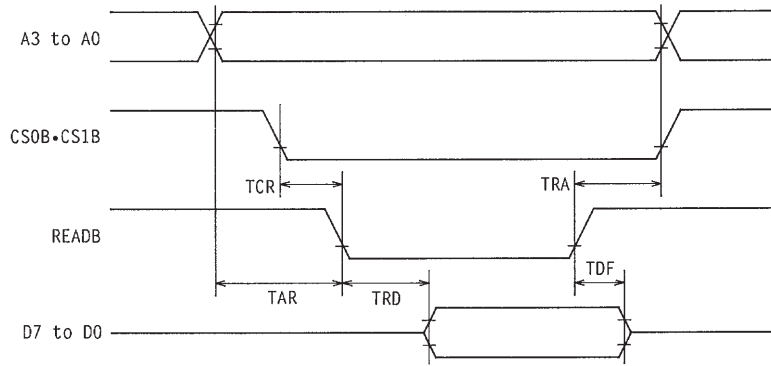 A3 to A0
CS0B•CS1B
TCR
TRA
READB
TAR
TRD
TDF
D7 to D0